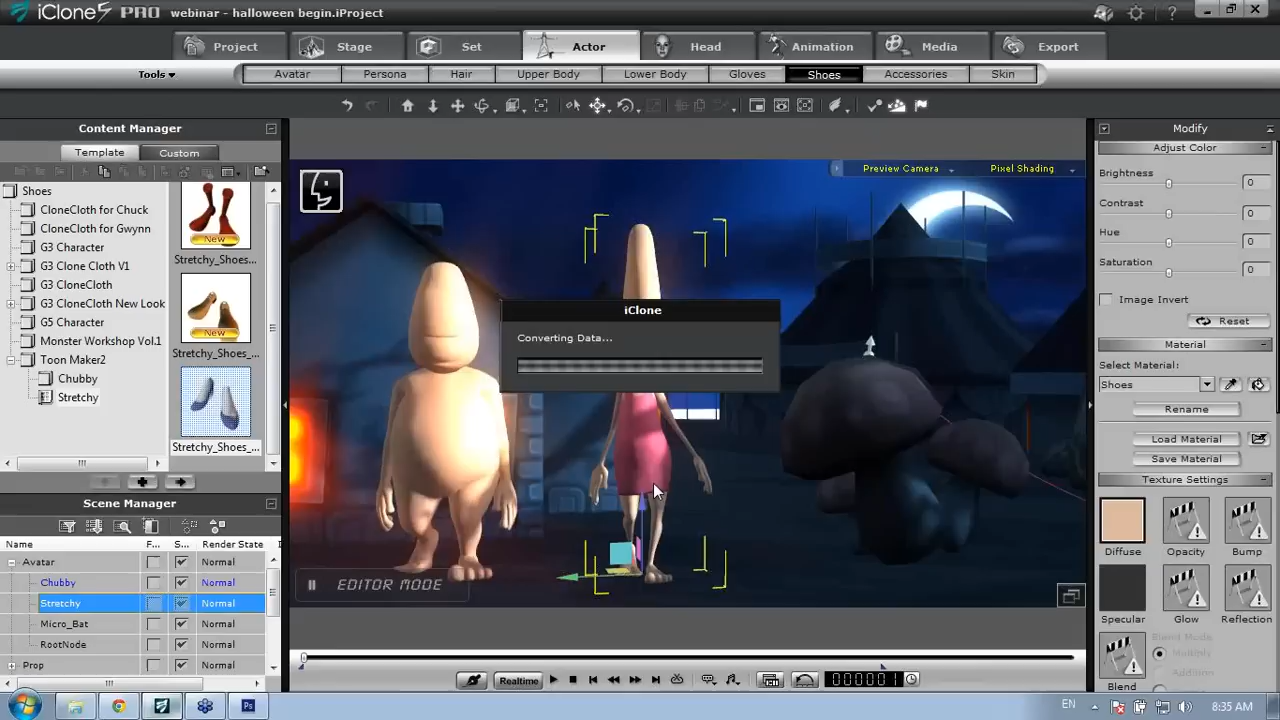 iClone5 PRO webinar - halloween begin.iProject
Project Stage Set Actor Head Animation Media Export
Tools Avatar Persona Hair Upper Body Lower Body Gloves Shoes Accessories Skin
Content Manager
Template Custom
Shoes
CloneCloth for Chuck
CloneCloth for Gwynn
G3 Character
G3 Clone Cloth V1
G3 CloneCloth
G3 CloneCloth New Look
G5 Character
Monster Workshop Vol.1
Toon Maker2
Chubby
Stretchy
New
Stretchy_Shoes...
New
Stretchy_Shoes_...
Stretchy_Shoes_...
Scene Manager
Name F... S... Render State
Avatar Normal
Chubby Normal
Stretchy Normal
Micro_Bat Normal
RootNode Normal
Prop Normal
Preview Camera Pixel Shading
iClone
Converting Data...
EDITOR MODE
Realtime
000001
Modify
Adjust Color
Brightness 0
Contrast 0
Hue 0
Saturation 0
Image Invert
Reset
Material
Select Material:
Shoes
Rename
Load Material
Save Material
Texture Settings
Diffuse Opacity Bump
Specular Glow Reflection
Blend Mode:
Multiply
Additive
Blend
EN 8:35 AM